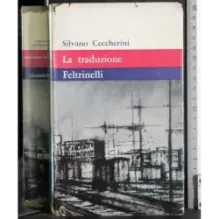 Silvano Ceccherini
La traduzione
Feltrinelli